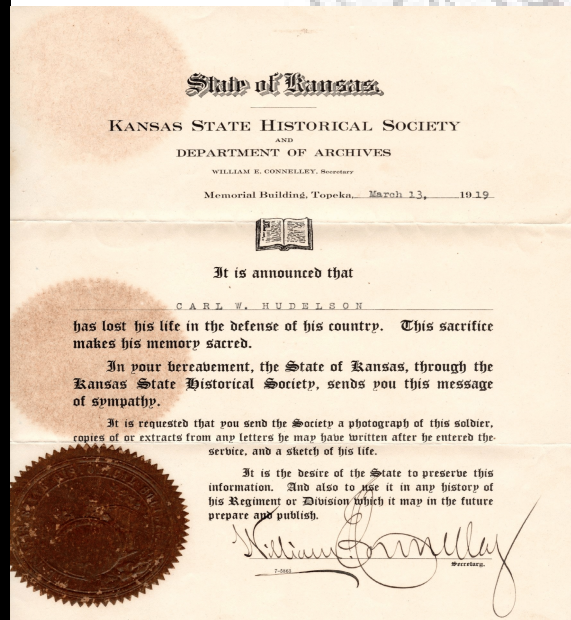 State of Kansas.
KANSAS STATE HISTORICAL SOCIETY
AND
DEPARTMENT OF ARCHIVES
WILLIAM E. CONNELLEY, Secretary
Memorial Building, Topeka, March 13, 1919
It is announced that
CARL W. HUDELSON
has lost his life in the defense of his country. This sacrifice
makes his memory sacred.
In your bereavement, the State of Kansas, through the
Kansas State Historical Society, sends you this message
of sympathy.
It is requested that you send the Society a photograph of this soldier,
copies of or extracts from any letters he may have written after he entered the
service, and a sketch of his life.
It is the desire of the State to preserve this
information. And also to use it in any history of
his Regiment or Division which it may in the future
prepare and publish.
William E. Connelley
Secretary.